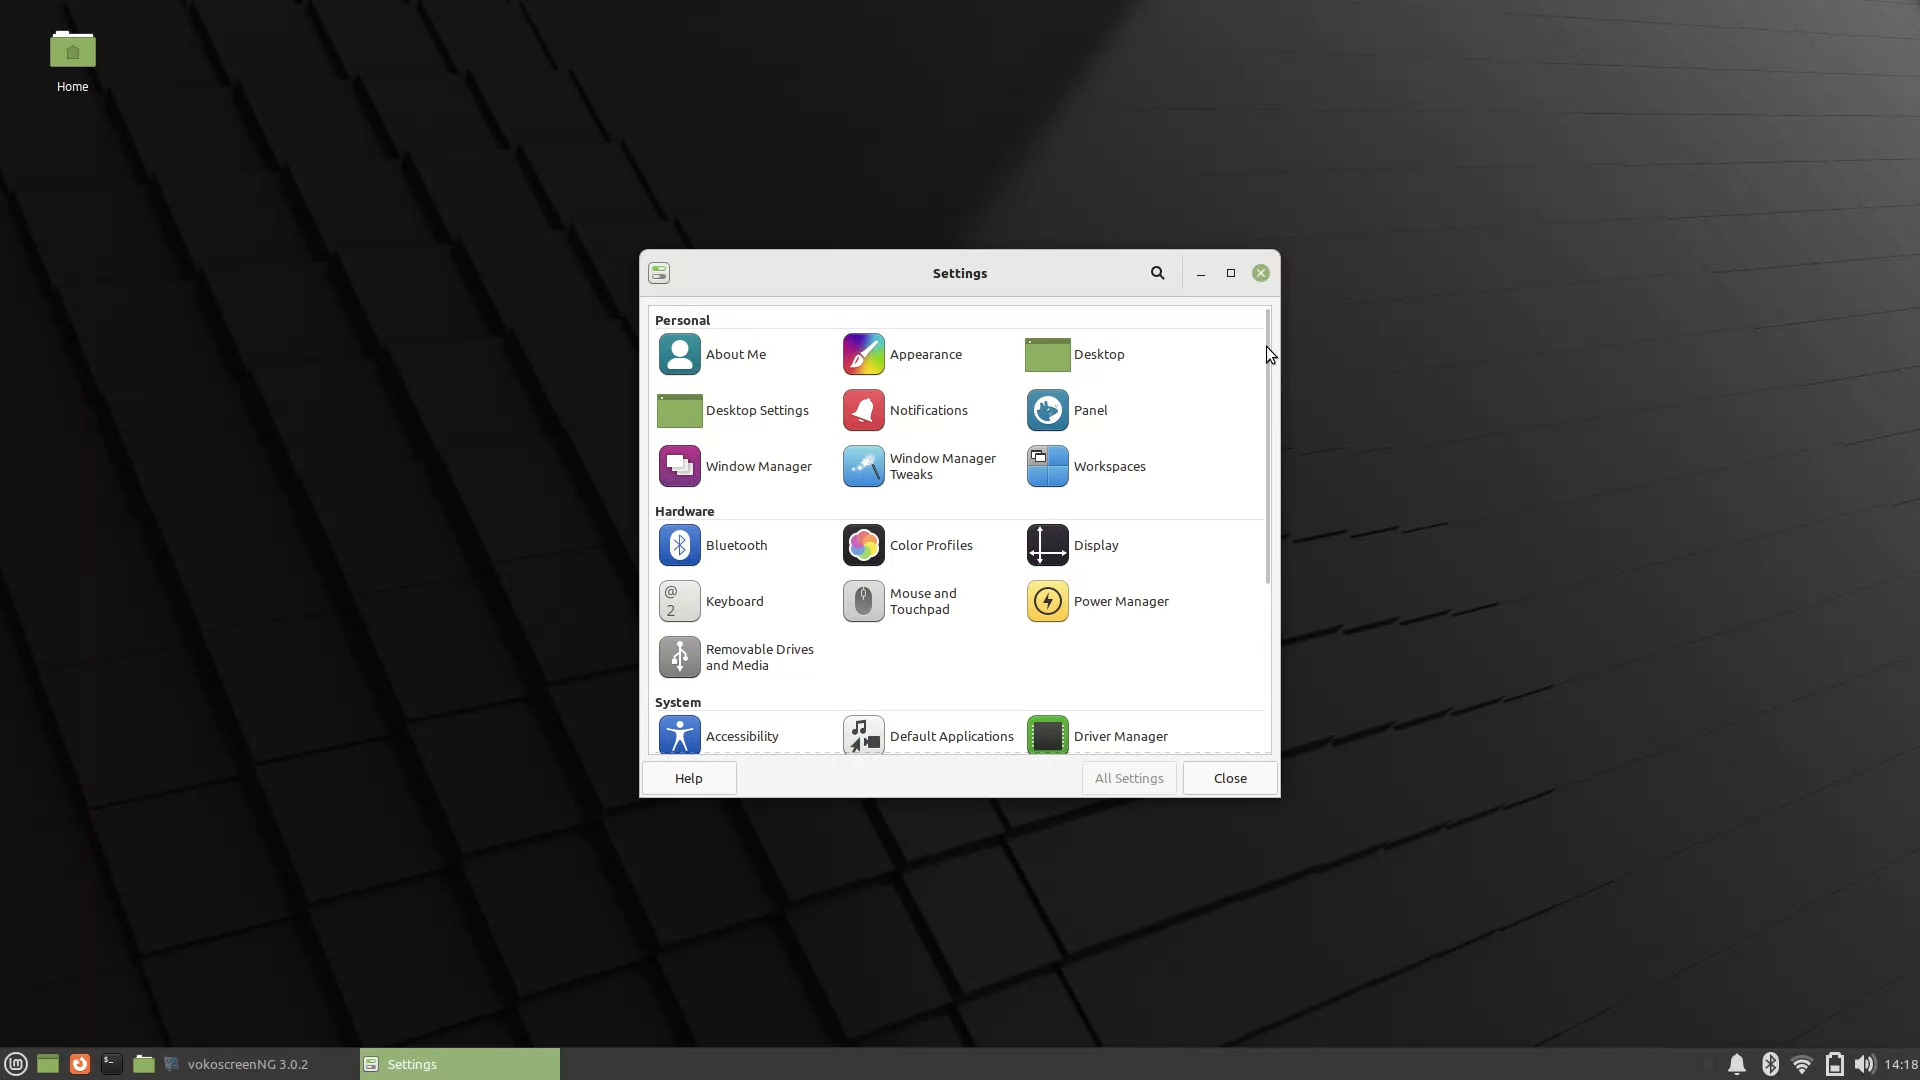 Home
Settings
Personal
About Me
Appearance
Desktop
Desktop Settings
Notifications
Panel
Window Manager
Window Manager
Tweaks
Workspaces
Hardware
Bluetooth
Color Profiles
Display
@
2
Keyboard
Mouse and
Touchpad
Power Manager
Removable Drives
and Media
System
Accessibility
Default Applications
Driver Manager
Help
All Settings
Close
vokoscreenNG 3.0.2
Settings
14:18